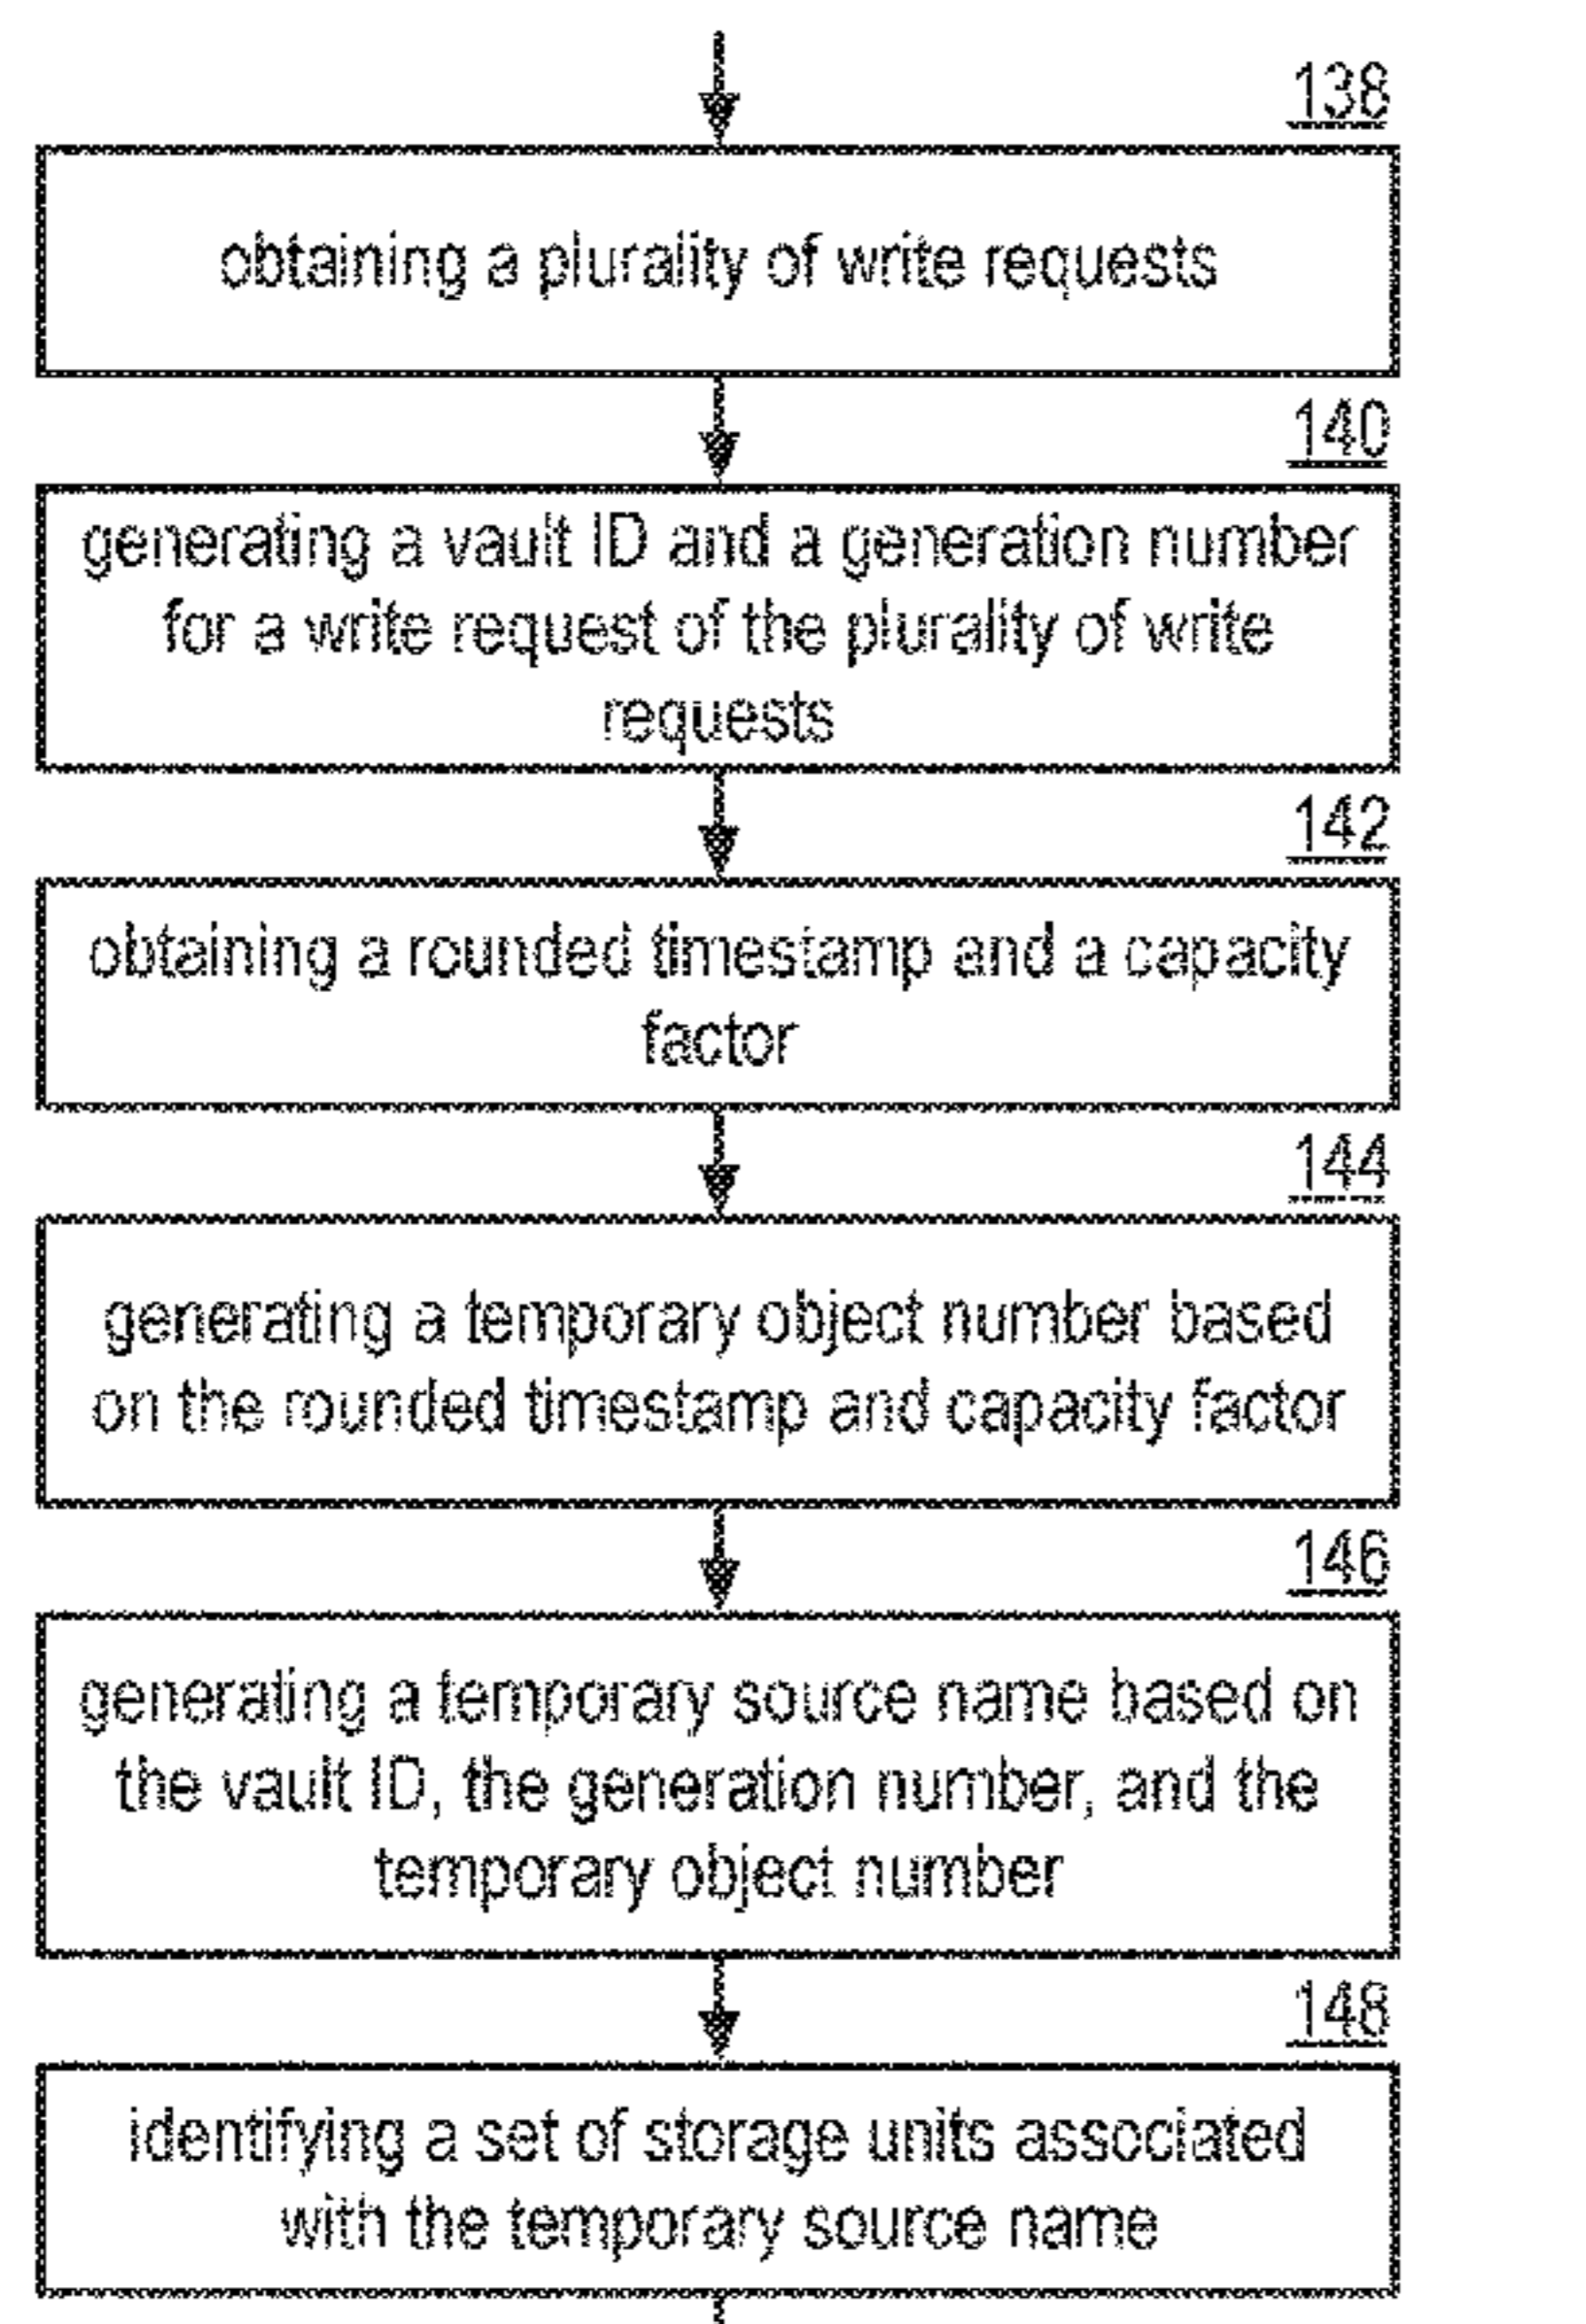 138
obtaining a plurality of write requests
140
generating a vault ID and a generation number
for a write request of the plurality of write
requests
142
obtaining a rounded timestamp and a capacity
factor
144
generating a temporary object number based
on the rounded timestamp and capacity factor
146
generating a temporary source name based on
the vault ID, the generation number, and the
temporary object number
148
identifying a set of storage units associated
with the temporary source name